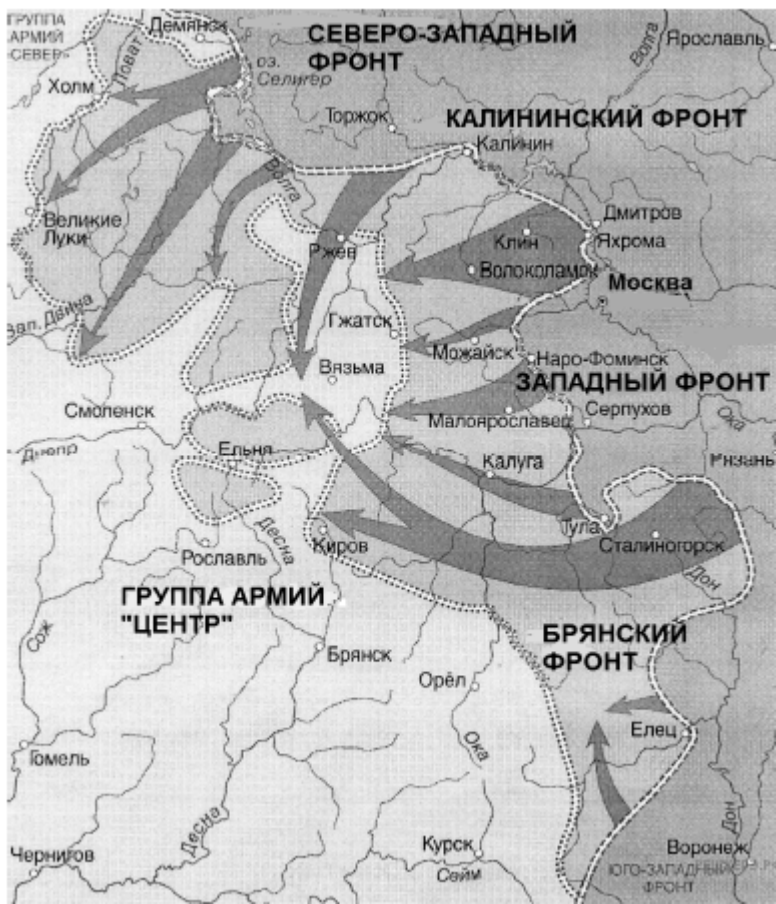 ГРУППА
АРМИЙ
«СЕВЕР»
Демянск
Ловать
СЕВЕРО-ЗАПАДНЫЙ
ФРОНТ
оз.
Селигер
Волга
Ярославль
Холм
Торжок
КАЛИНИНСКИЙ ФРОНТ
Калинин
Волга
Великие
Луки
Ржев
Клин
Дмитров
Яхрома
Волоколамск
Москва
Зап. Двина
Гжатск
Можайск
Наро-Фоминск
Вязьма
ЗАПАДНЫЙ ФРОНТ
Смоленск
Малоярославец
Серпухов
Ока
Днепр
Ельня
Калуга
Рязань
Десна
Киров
Тула
Сталиногорск
Рославль
Дон
ГРУППА АРМИЙ
"ЦЕНТР"
Сож
БРЯНСКИЙ
ФРОНТ
Брянск
Орёл
Елец
Гомель
Ока
Десна
Дон
Чернигов
Курск
Сейм
Воронеж
ЮГО-ЗАПАДНЫЙ
ФРОНТ